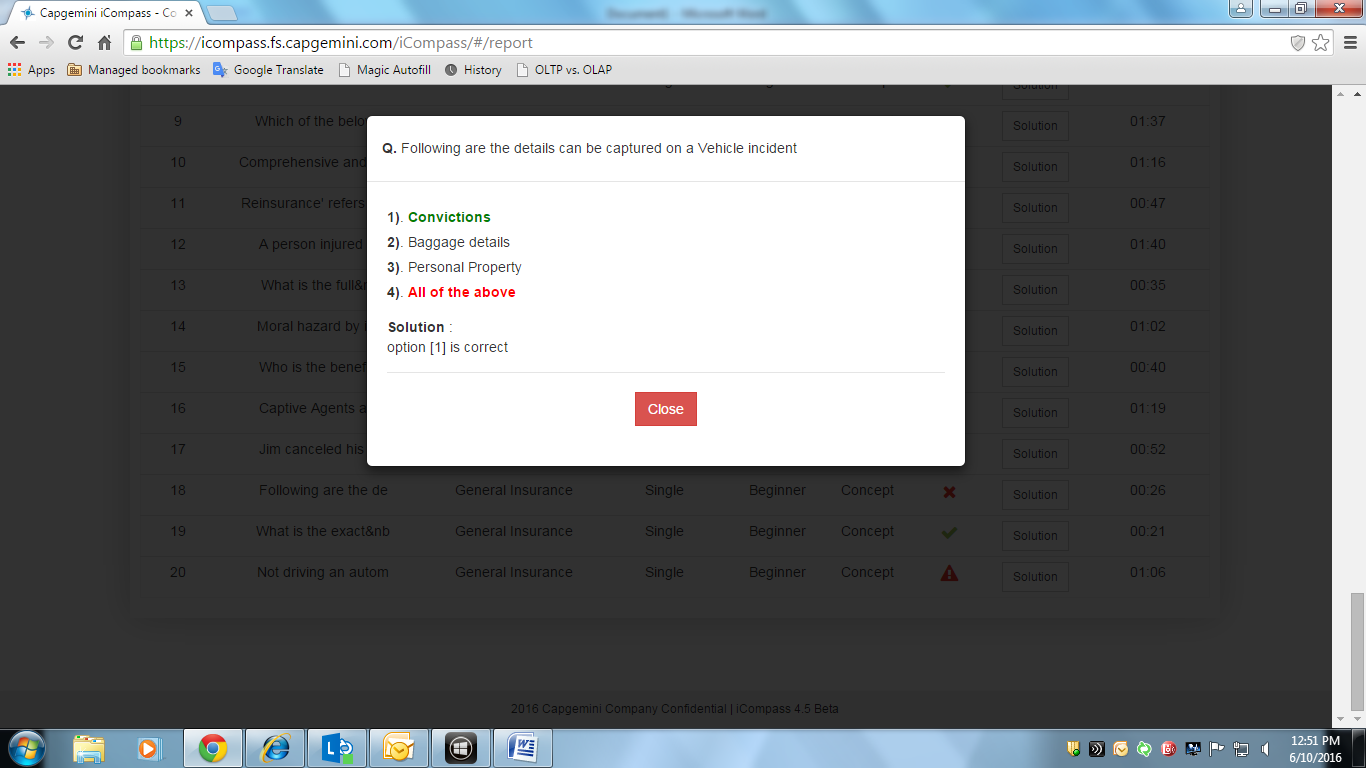 Capgemini iCompass - Co
Document1 - Microsoft Word
https://icompass.fs.capgemini.com/iCompass/#/report
Apps Managed bookmarks Google Translate Magic Autofill History OLTP vs. OLAP
Solution
9 Which of the belo Solution 01:37
Q. Following are the details can be captured on a Vehicle incident
10 Comprehensive and Solution 01:16
11 Reinsurance' refers Solution 00:47
1). Convictions
12 A person injured Solution 01:40
2). Baggage details
3). Personal Property
13 What is the full&n Solution 00:35
4). All of the above
14 Moral hazard by Solution 01:02
Solution :
option [1] is correct
15 Who is the benef Solution 00:40
16 Captive Agents a Solution 01:19
Close
17 Jim canceled his Solution 00:52
18 Following are the de General Insurance Single Beginner Concept Solution 00:26
19 What is the exact&nb General Insurance Single Beginner Concept Solution 00:21
20 Not driving an autom General Insurance Single Beginner Concept Solution 01:06
2016 Capgemini Company Confidential | iCompass 4.5 Beta
12:51 PM
6/10/2016